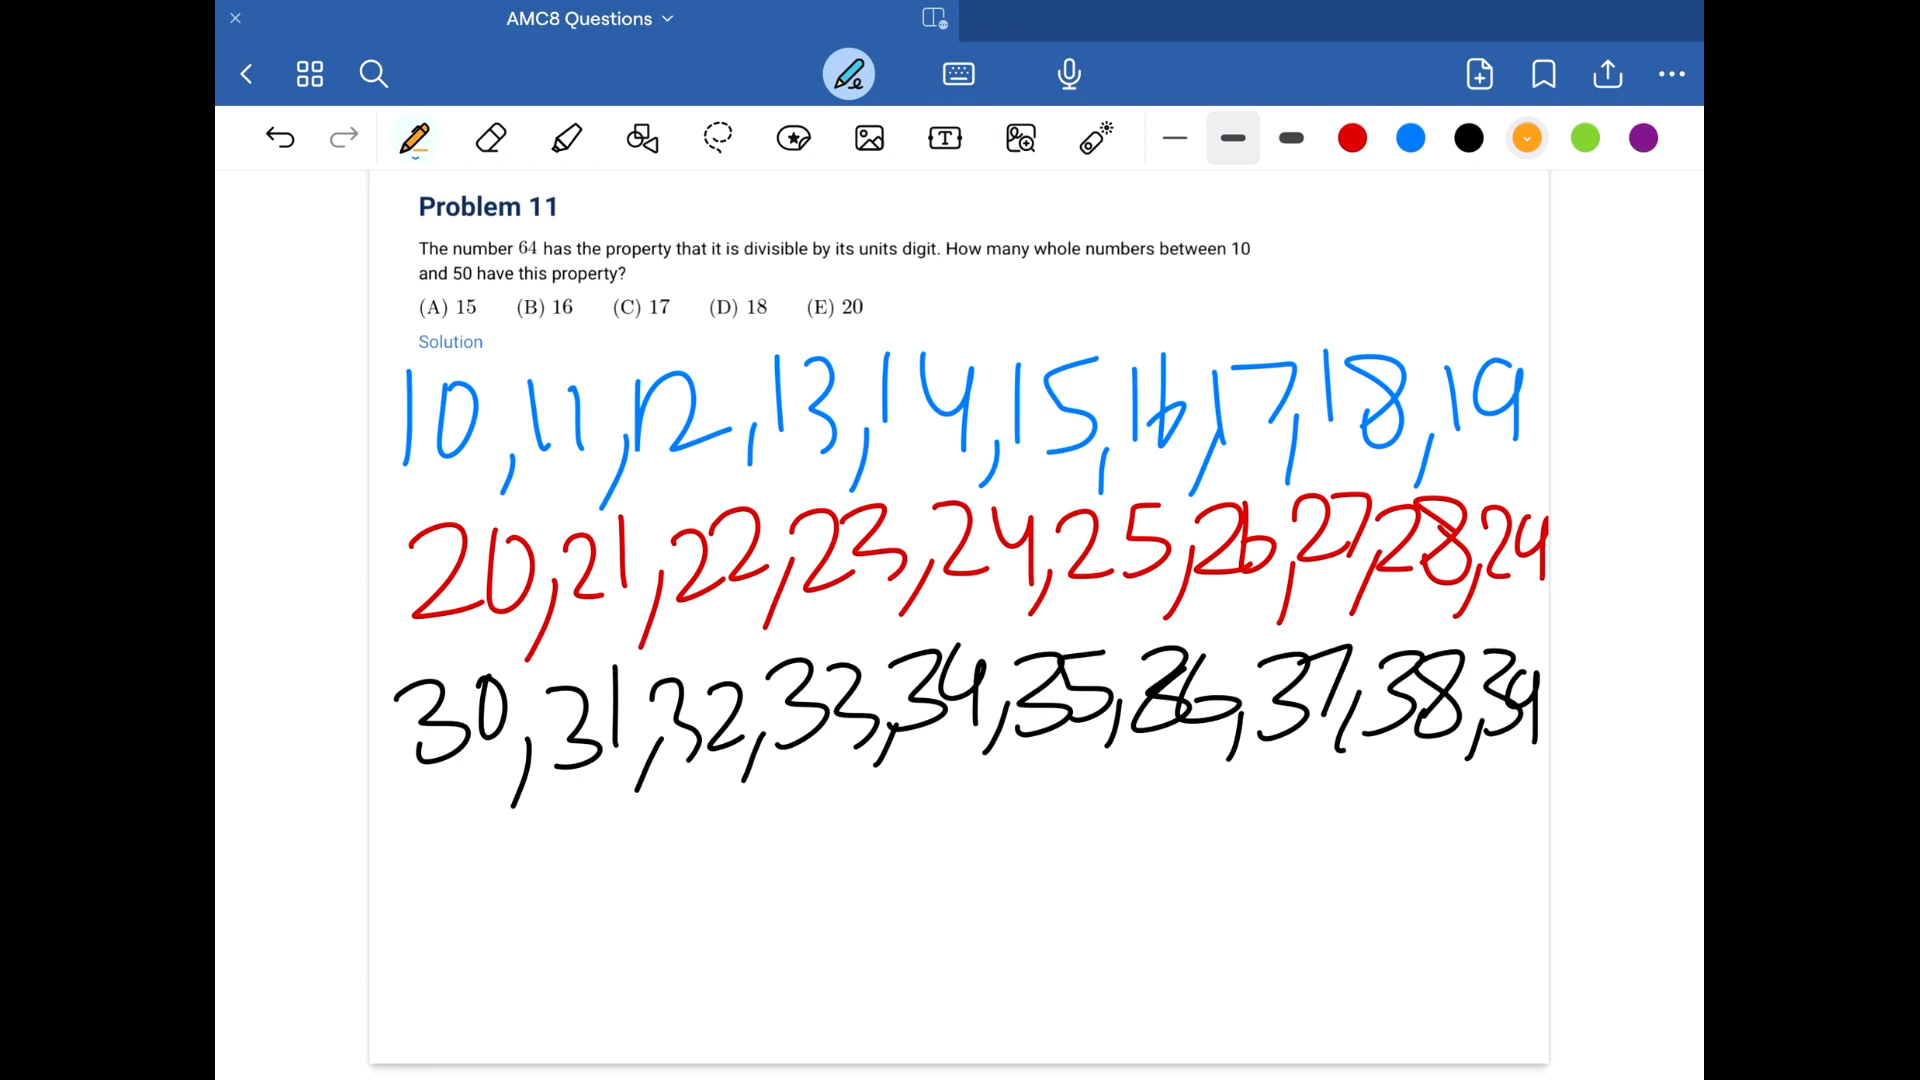 AMC8 Questions
Problem 11
The number 64 has the property that it is divisible by its units digit. How many whole numbers between 10
and 50 have this property?
(A) 15 (B) 16 (C) 17 (D) 18 (E) 20
Solution
10, 11, 12, 13, 14, 15, 16, 17, 18, 19
20, 21, 22, 23, 24, 25, 26, 27, 28, 29
30, 31, 32, 33, 34, 35, 36, 37, 38, 39